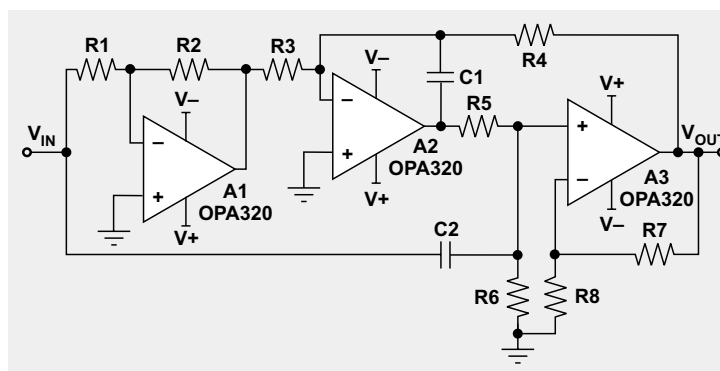 R1
R2
R3
R4
V–
V–
V+
C1
R5
VIN
VOUT
–
–
+
+
+
–
A1
OPA320
A2
OPA320
A3
OPA320
V+
V+
V–
C2
R7
R6
R8